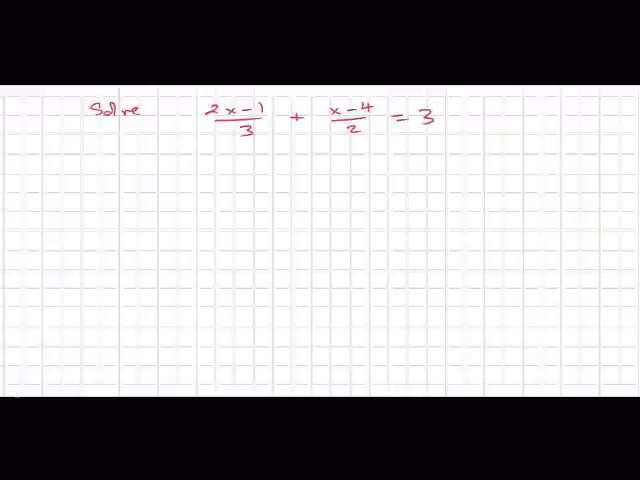 Solve (2x-1)/3 + (x-4)/2 = 3